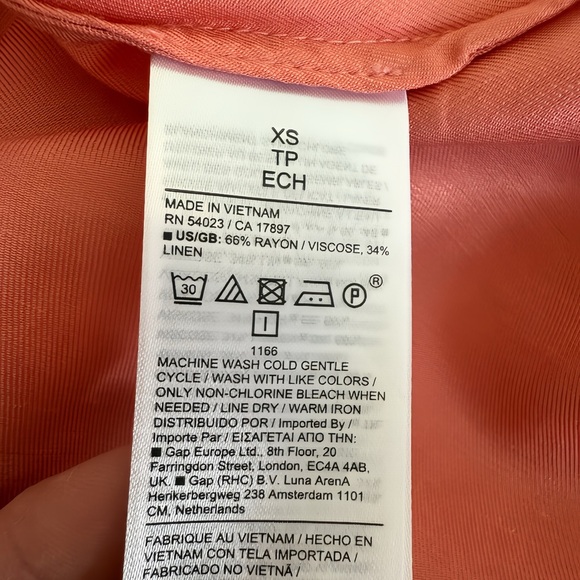 XS
TP
ECH
MADE IN VIETNAM
RN 54023 / CA 17897
■ US/GB: 66% RAYON / VISCOSE, 34%
LINEN
30
P ®
I
1166
MACHINE WASH COLD GENTLE
CYCLE / WASH WITH LIKE COLORS /
ONLY NON-CHLORINE BLEACH WHEN
NEEDED / LINE DRY / WARM IRON
DISTRIBUTED POR / Imported By /
Importe Par / ΕΙΣΑΓΕΤΑΙ ΑΠΟ ΤΗΝ:
■ Gap Europe Ltd., 8th Floor, 20
Farringdon Street, London, EC4A 4AB,
UK. ■ Gap (RHC) B.V. Luna ArenA
Herikerbergweg 238 Amsterdam 1101
CM, Netherlands
FABRIQUE AU VIETNAM / HECHO EN
VIETNAM CON TELA IMPORTADA /
FABRICADO NO VIETNÃ /